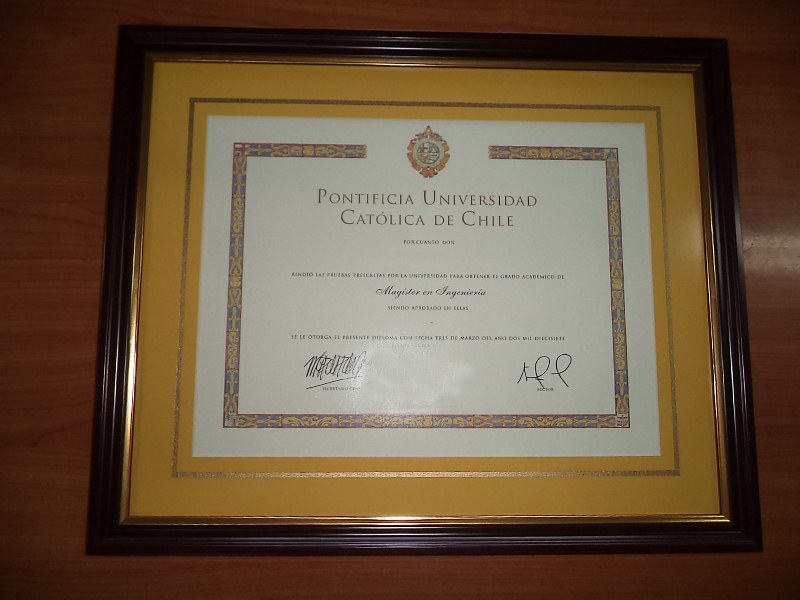 PONTIFICIA UNIVERSIDAD
CATÓLICA DE CHILE
POR CUANTO DON
RINDIÓ LAS PRUEBAS PRESCRITAS POR LA UNIVERSIDAD PARA OBTENER EL GRADO ACADÉMICO DE
Magíster en Ingeniería
SIENDO APROBADO EN ELLAS
SE LE OTORGA EL PRESENTE DIPLOMA CON FECHA TRES DE MARZO DEL AÑO DOS MIL DIECISIETE
SECRETARIO
RECTOR